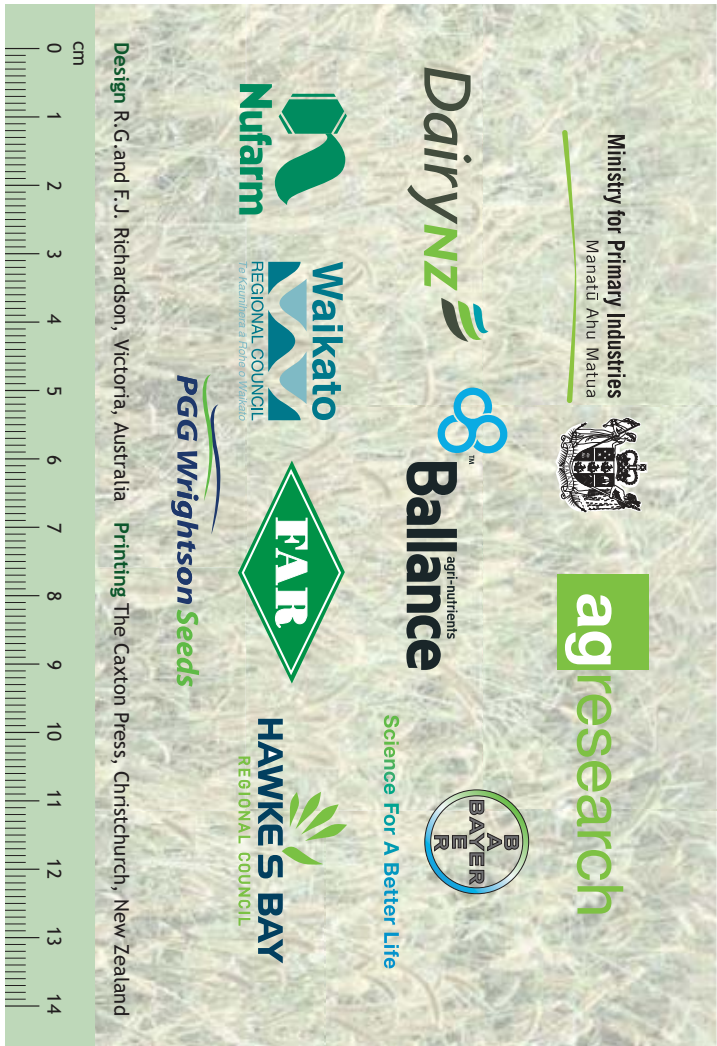 Ministry for Primary Industries
Manatū Ahu Matua
agresearch
DairyNZ
Ballance
agri-nutrients
TM
BAYER
BAYER
Science For A Better Life
Nufarm
Waikato
REGIONAL COUNCIL
Te Kaunihera ā Rohe o Waikato
FAR
HAWKE'S BAY
REGIONAL COUNCIL
PGG Wrightson Seeds
Design R.G.and F.J. Richardson, Victoria, Australia Printing The Caxton Press, Christchurch, New Zealand
cm
0 1 2 3 4 5 6 7 8 9 10 11 12 13 14